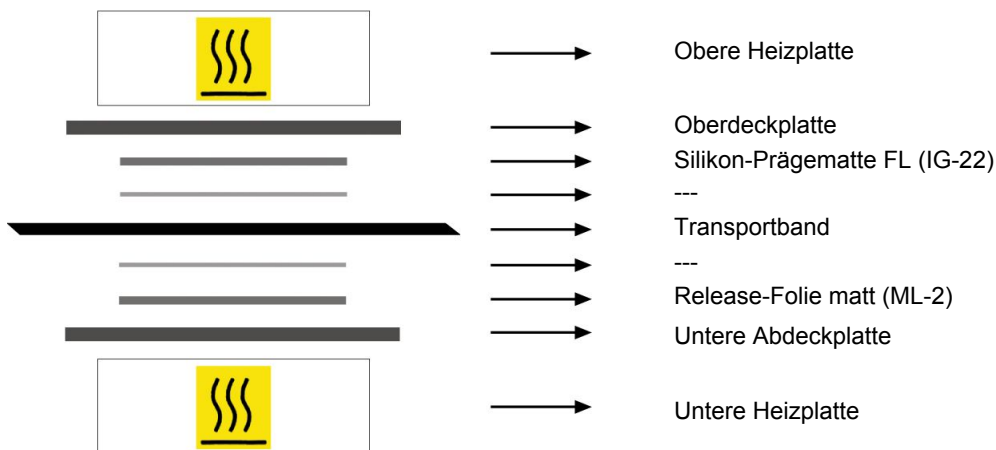 Obere Heizplatte
Oberdeckplatte
Silikon-Prägematte FL (IG-22)
---
Transportband
---
Release-Folie matt (ML-2)
Untere Abdeckplatte
Untere Heizplatte